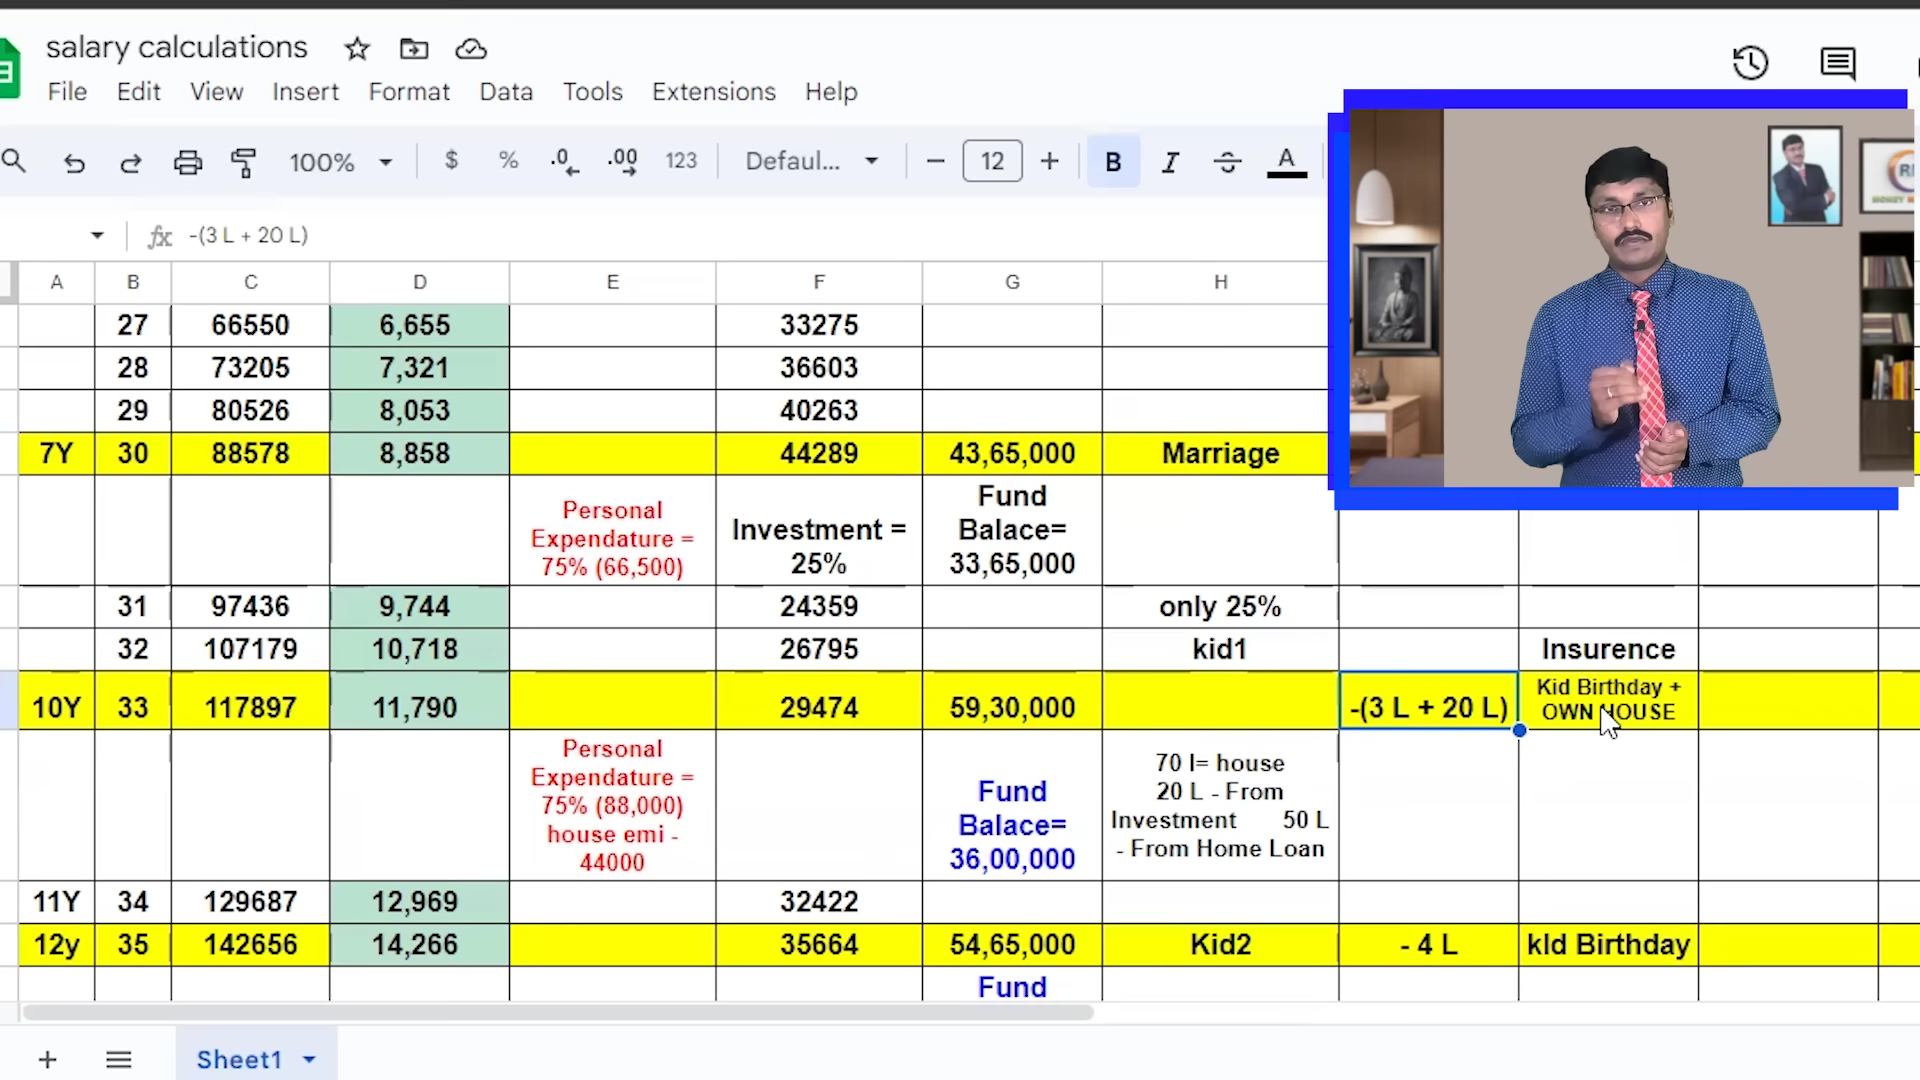 salary calculations
File Edit View Insert Format Data Tools Extensions Help
100% $ % .0 .00 123 Defaul... 12 B I A
fx -(3 L + 20 L)
A B C D E F G H
27 66550 6,655 33275
28 73205 7,321 36603
29 80526 8,053 40263
7Y 30 88578 8,858 44289 43,65,000 Marriage
Personal
Expendature =
75% (66,500)
Investment =
25%
Fund
Balace=
33,65,000
31 97436 9,744 24359 only 25%
32 107179 10,718 26795 kid1 Insurence
10Y 33 117897 11,790 29474 59,30,000 -(3 L + 20 L)
Kid Birthday +
OWN HOUSE
Personal
Expendature =
75% (88,000)
house emi -
44000
Fund
Balace=
36,00,000
70 l= house
20 L - From
Investment 50 L
- From Home Loan
11Y 34 129687 12,969 32422
12y 35 142656 14,266 35664 54,65,000 Kid2 - 4 L kId Birthday
Fund
Sheet1